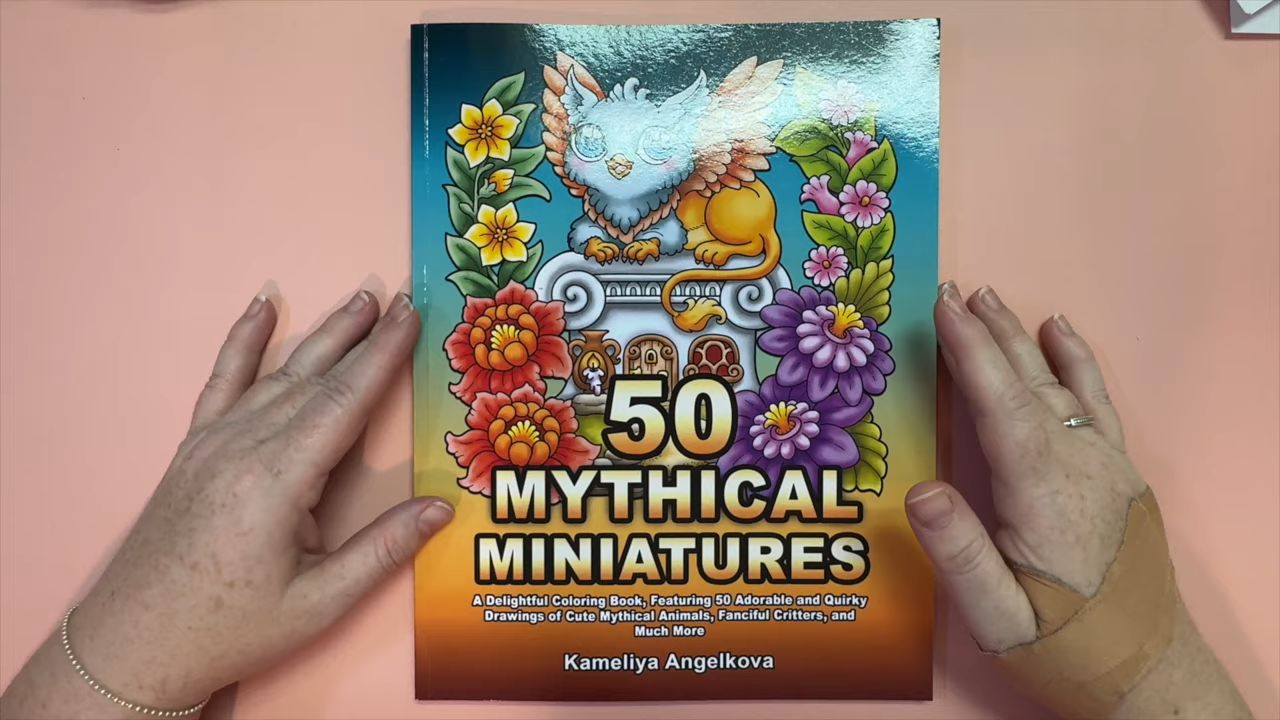 50
MYTHICAL
MINIATURES
A Delightful Coloring Book, Featuring 50 Adorable and Quirky
Drawings of Cute Mythical Animals, Fanciful Critters, and
Much More
Kameliya Angelkova